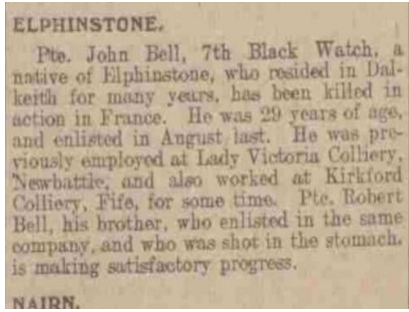 ELPHINSTONE.
Pte. John Bell, 7th Black Watch, a
native of Elphinstone, who resided in Dal-
keith for many years, has been killed in
action in France. He was 29 years of age,
and enlisted in August last. He was pre-
viously employed at Lady Victoria Colliery,
Newbattle, and also worked at Kirkford
Colliery, Fife, for some time. Pte. Robert
Bell, his brother, who enlisted in the same
company, and who was shot in the stomach,
is making satisfactory progress.
NAIRN.